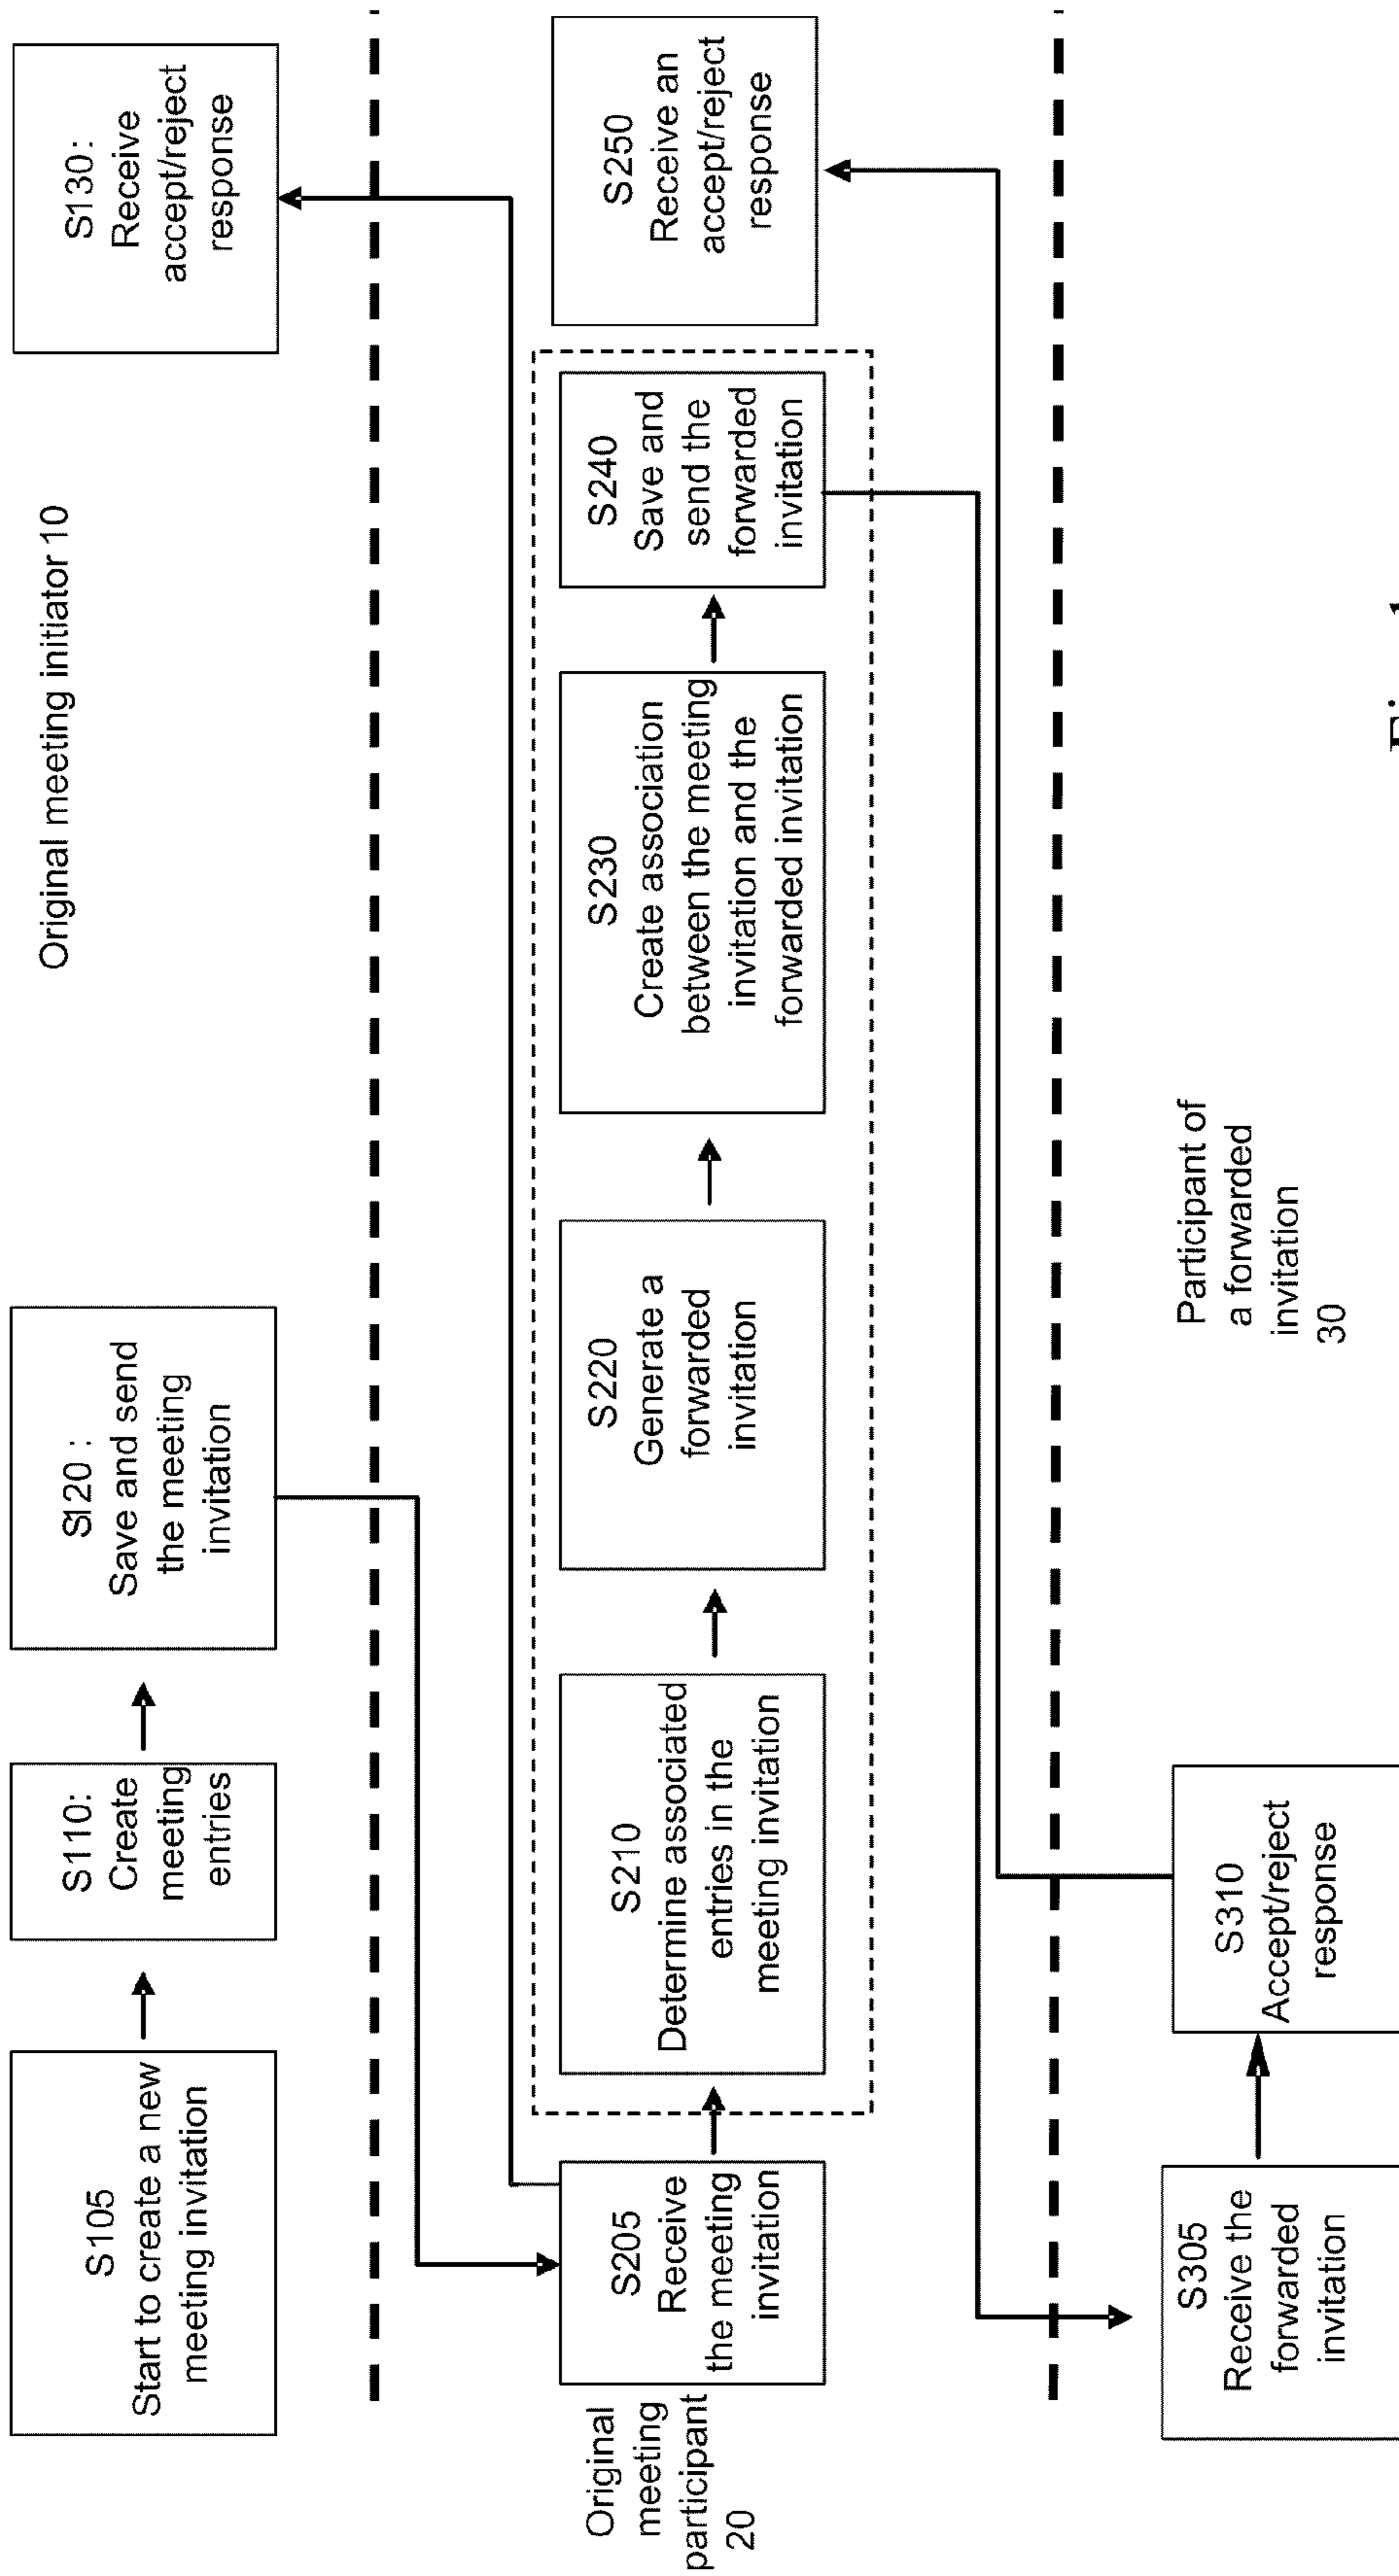 Original meeting initiator 10
S105
Start to create a new
meeting invitation
S110:
Create
meeting
entries
S120 :
Save and send
the meeting
invitation
S130:
Receive
accept/reject
response
Original
meeting
participant
20
S205
Receive
the meeting
invitation
S210
Determine associated
entries in the
meeting invitation
S220
Generate a
forwarded
invitation
S230
Create association
between the meeting
invitation and the
forwarded invitation
S240
Save and
send the
forwarded
invitation
S250
Receive an
accept/reject
response
Participant of
a forwarded
invitation
30
S305
Receive the
forwarded
invitation
S310
Accept/reject
response